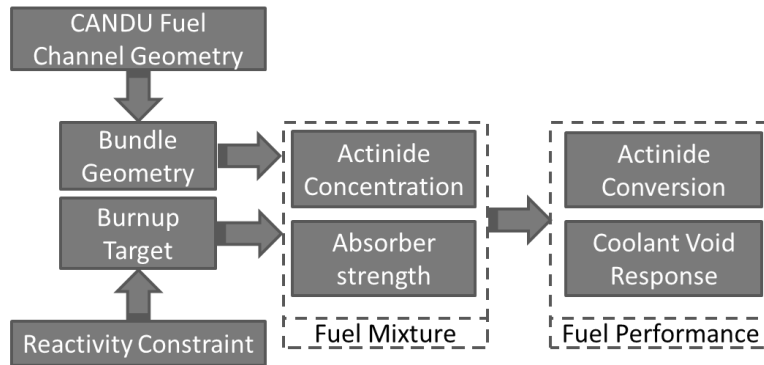 CANDU Fuel
Channel Geometry
Bundle
Geometry
Burnup
Target
Reactivity Constraint
Actinide
Concentration
Absorber
strength
Fuel Mixture
Actinide
Conversion
Coolant Void
Response
Fuel Performance